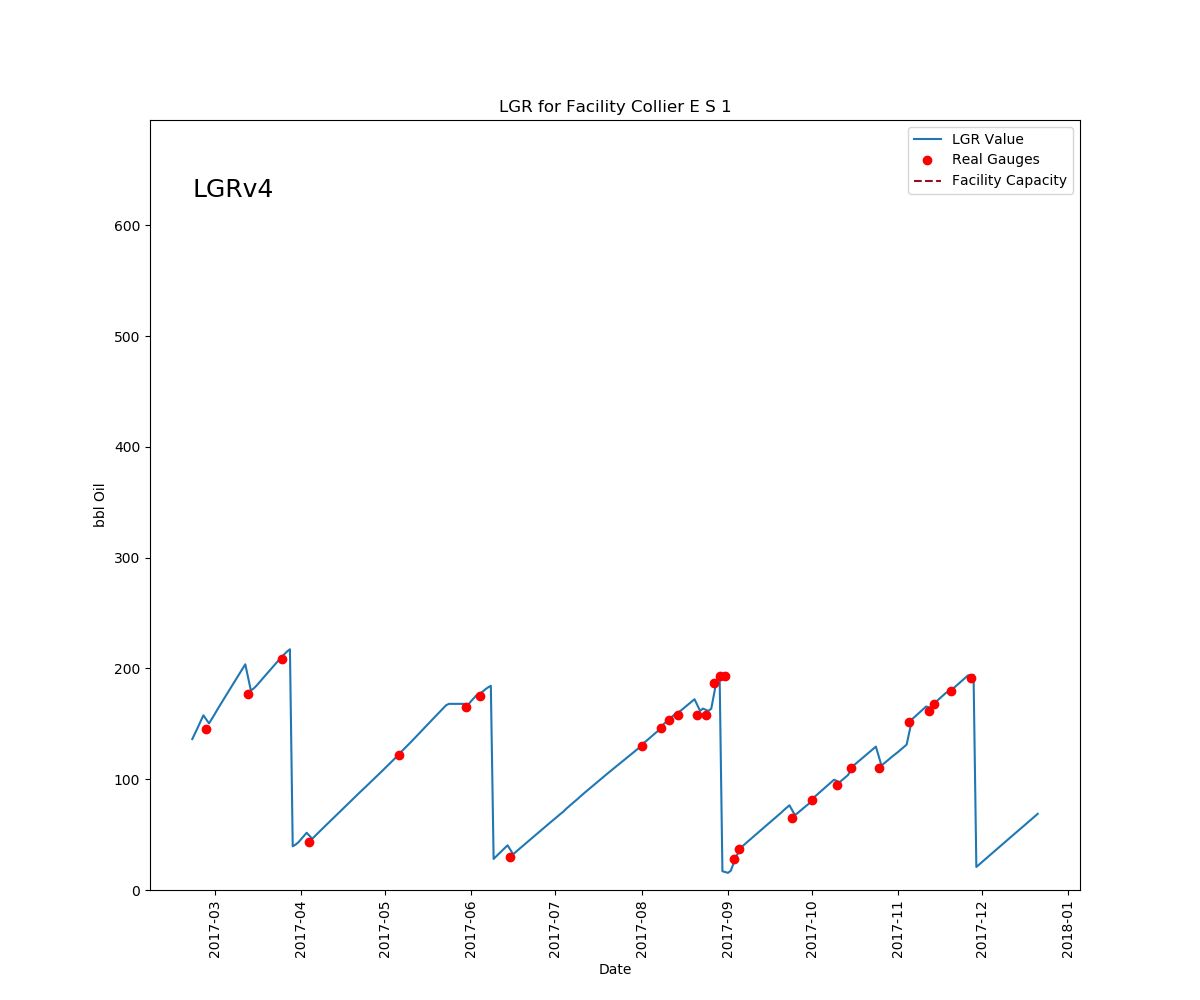 LGR for Facility Collier E S 1
LGRv4
LGR Value
Real Gauges
Facility Capacity
600
500
400
300
200
100
0
bbl Oil
2017-03
2017-04
2017-05
2017-06
2017-07
2017-08
2017-09
2017-10
2017-11
2017-12
2018-01
Date